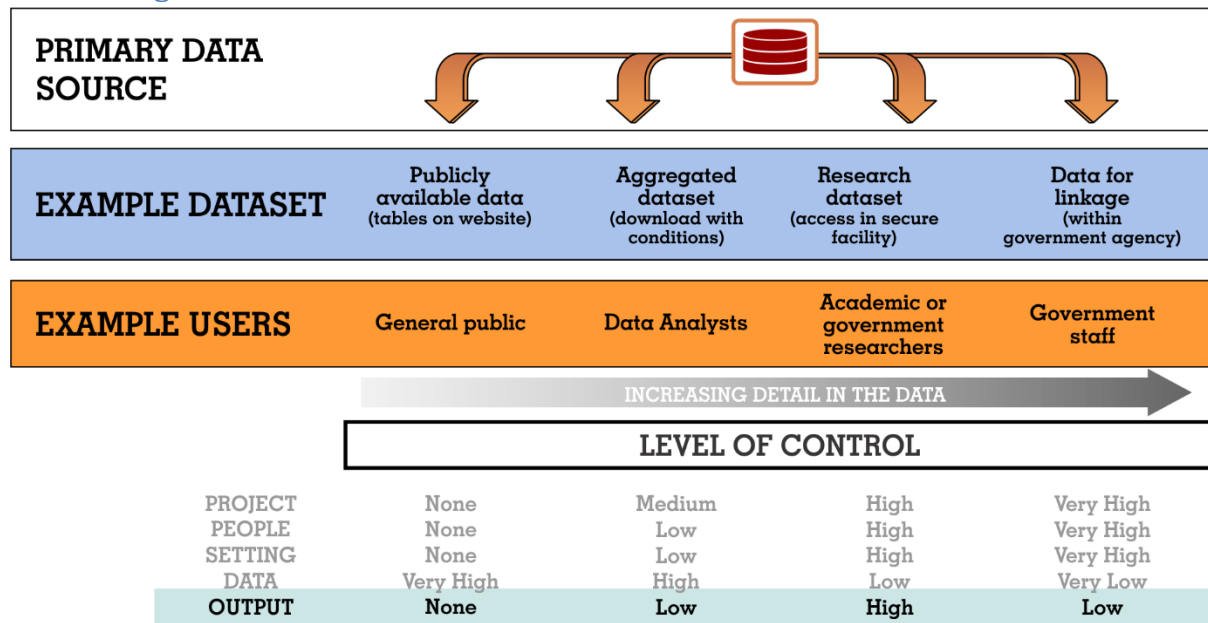 PRIMARY DATA
SOURCE
EXAMPLE DATASET
Publicly
available data
(tables on website)
Aggregated
dataset
(download with
conditions)
Research
dataset
(access in secure
facility)
Data for
linkage
(within
government agency)
EXAMPLE USERS
General public
Data Analysts
Academic or
government
researchers
Government
staff
INCREASING DETAIL IN THE DATA
LEVEL OF CONTROL
PROJECT None Medium High Very High
PEOPLE None Low High Very High
SETTING None Low High Very High
DATA Very High High Low Very Low
OUTPUT None Low High Low